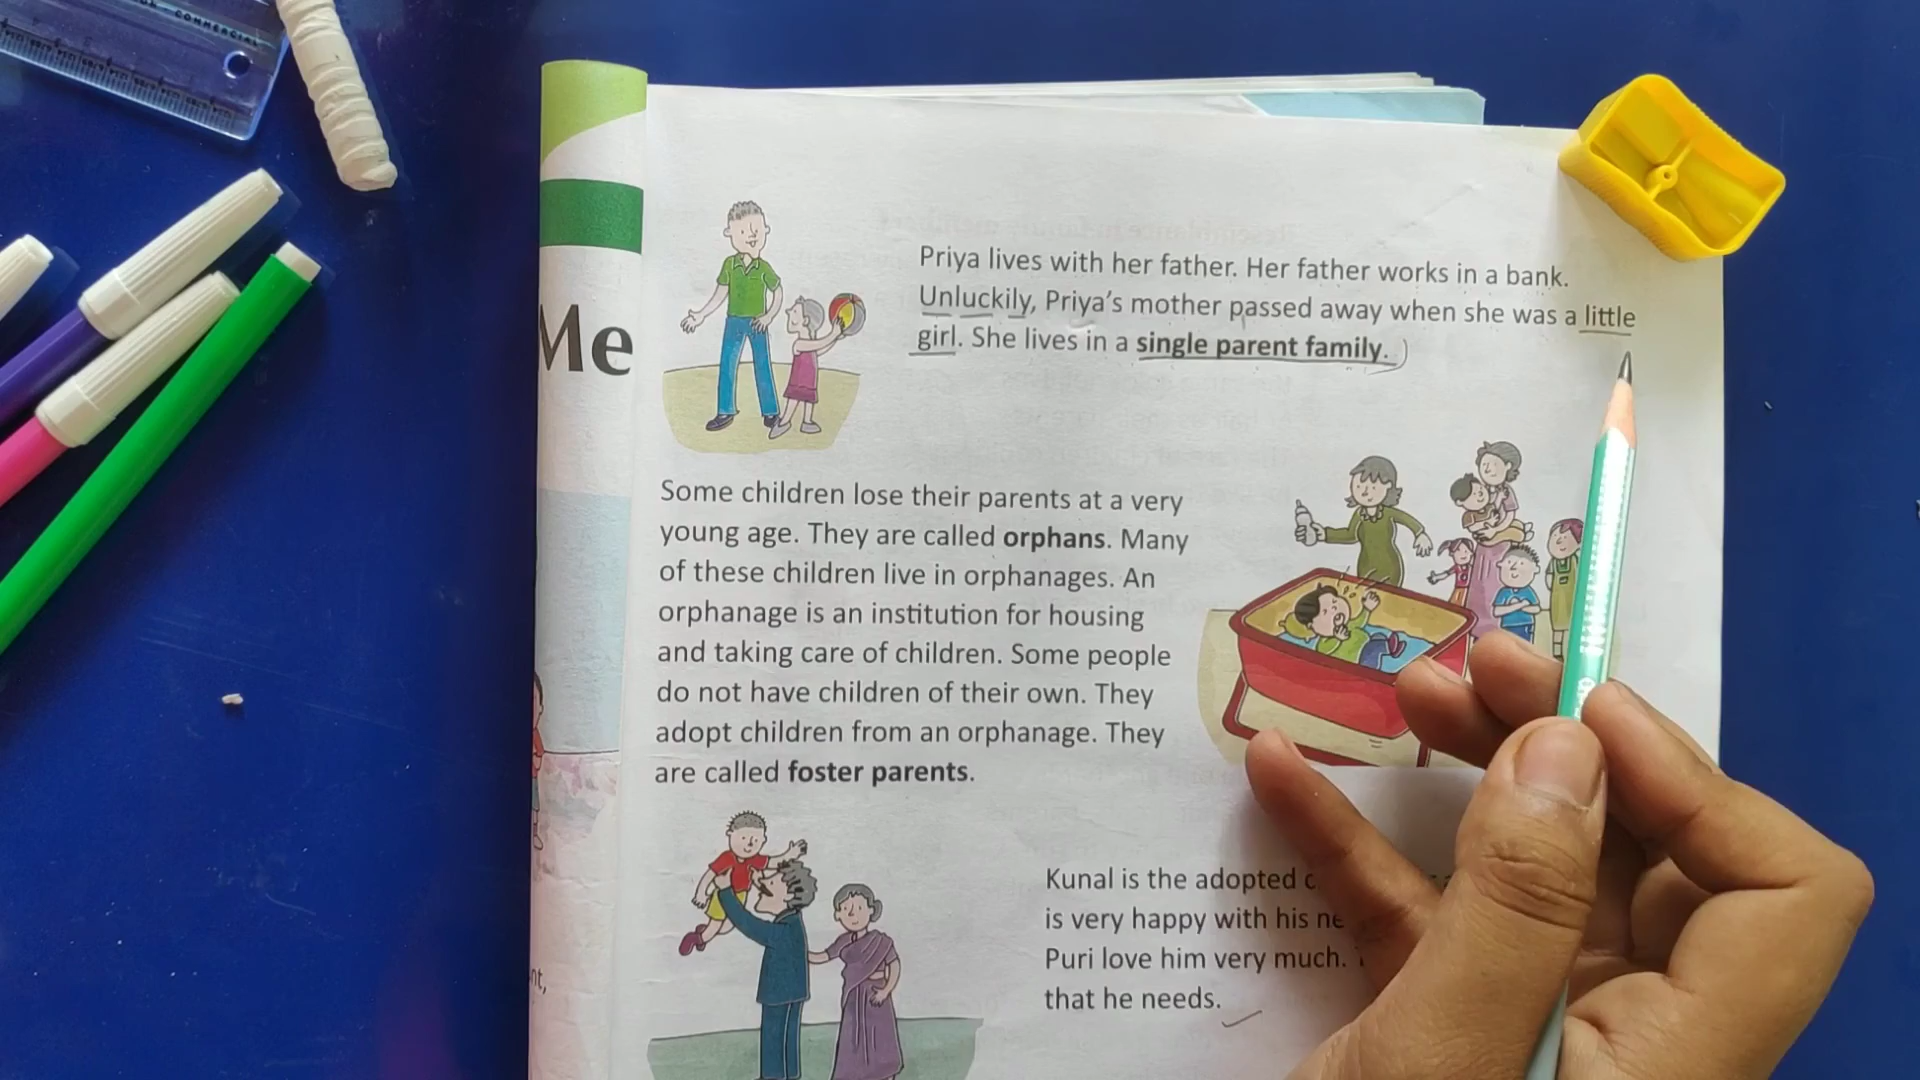 COMMERCIAL
Me
Priya lives with her father. Her father works in a bank.
Unluckily, Priya's mother passed away when she was a little
girl. She lives in a single parent family.
Some children lose their parents at a very
young age. They are called orphans. Many
of these children live in orphanages. An
orphanage is an institution for housing
and taking care of children. Some people
do not have children of their own. They
adopt children from an orphanage. They
are called foster parents.
Kunal is the adopted
is very happy with his
Puri love him very much.
that he needs.